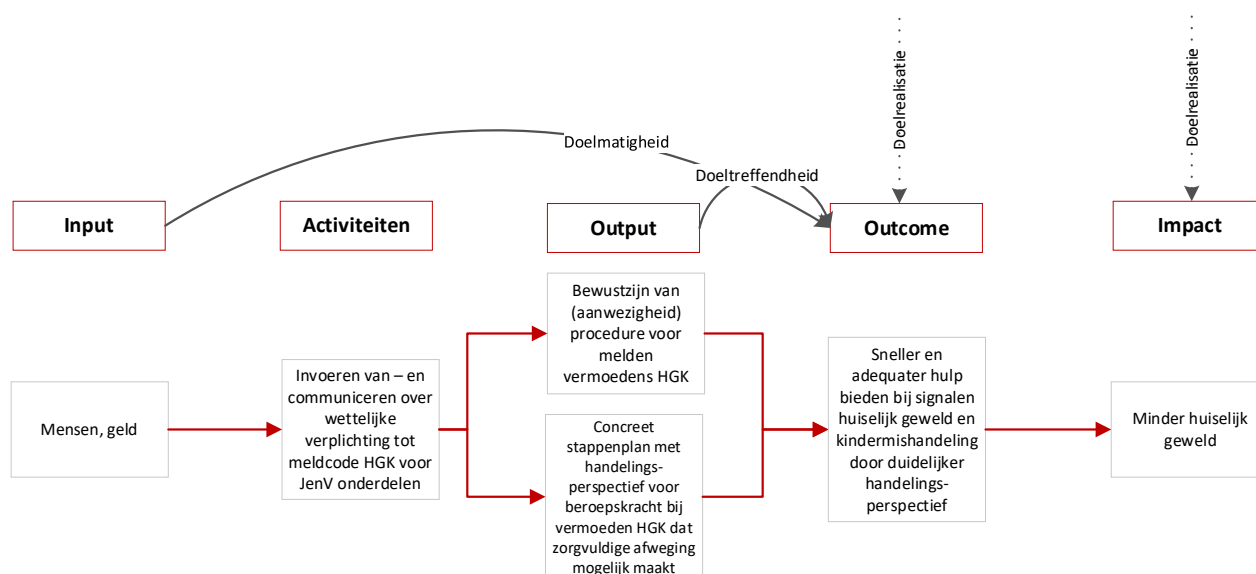 Doelrealisatie
Doelrealisatie
Doelmatigheid
Doeltreffendheid
Input
Activiteiten
Output
Outcome
Impact
Mensen, geld
Invoeren van – en
communiceren over
wettelijke
verplichting tot
meldcode HGK voor
JenV onderdelen
Bewustzijn van
(aanwezigheid)
procedure voor
melden
vermoedens HGK
Concreet
stappenplan met
handelings-
perspectief voor
beroepskracht bij
vermoeden HGK dat
zorgvuldige afweging
mogelijk maakt
Sneller en
adequater hulp
bieden bij signalen
huiselijk geweld en
kindermishandeling
door duidelijker
handelings-
perspectief
Minder huiselijk
geweld